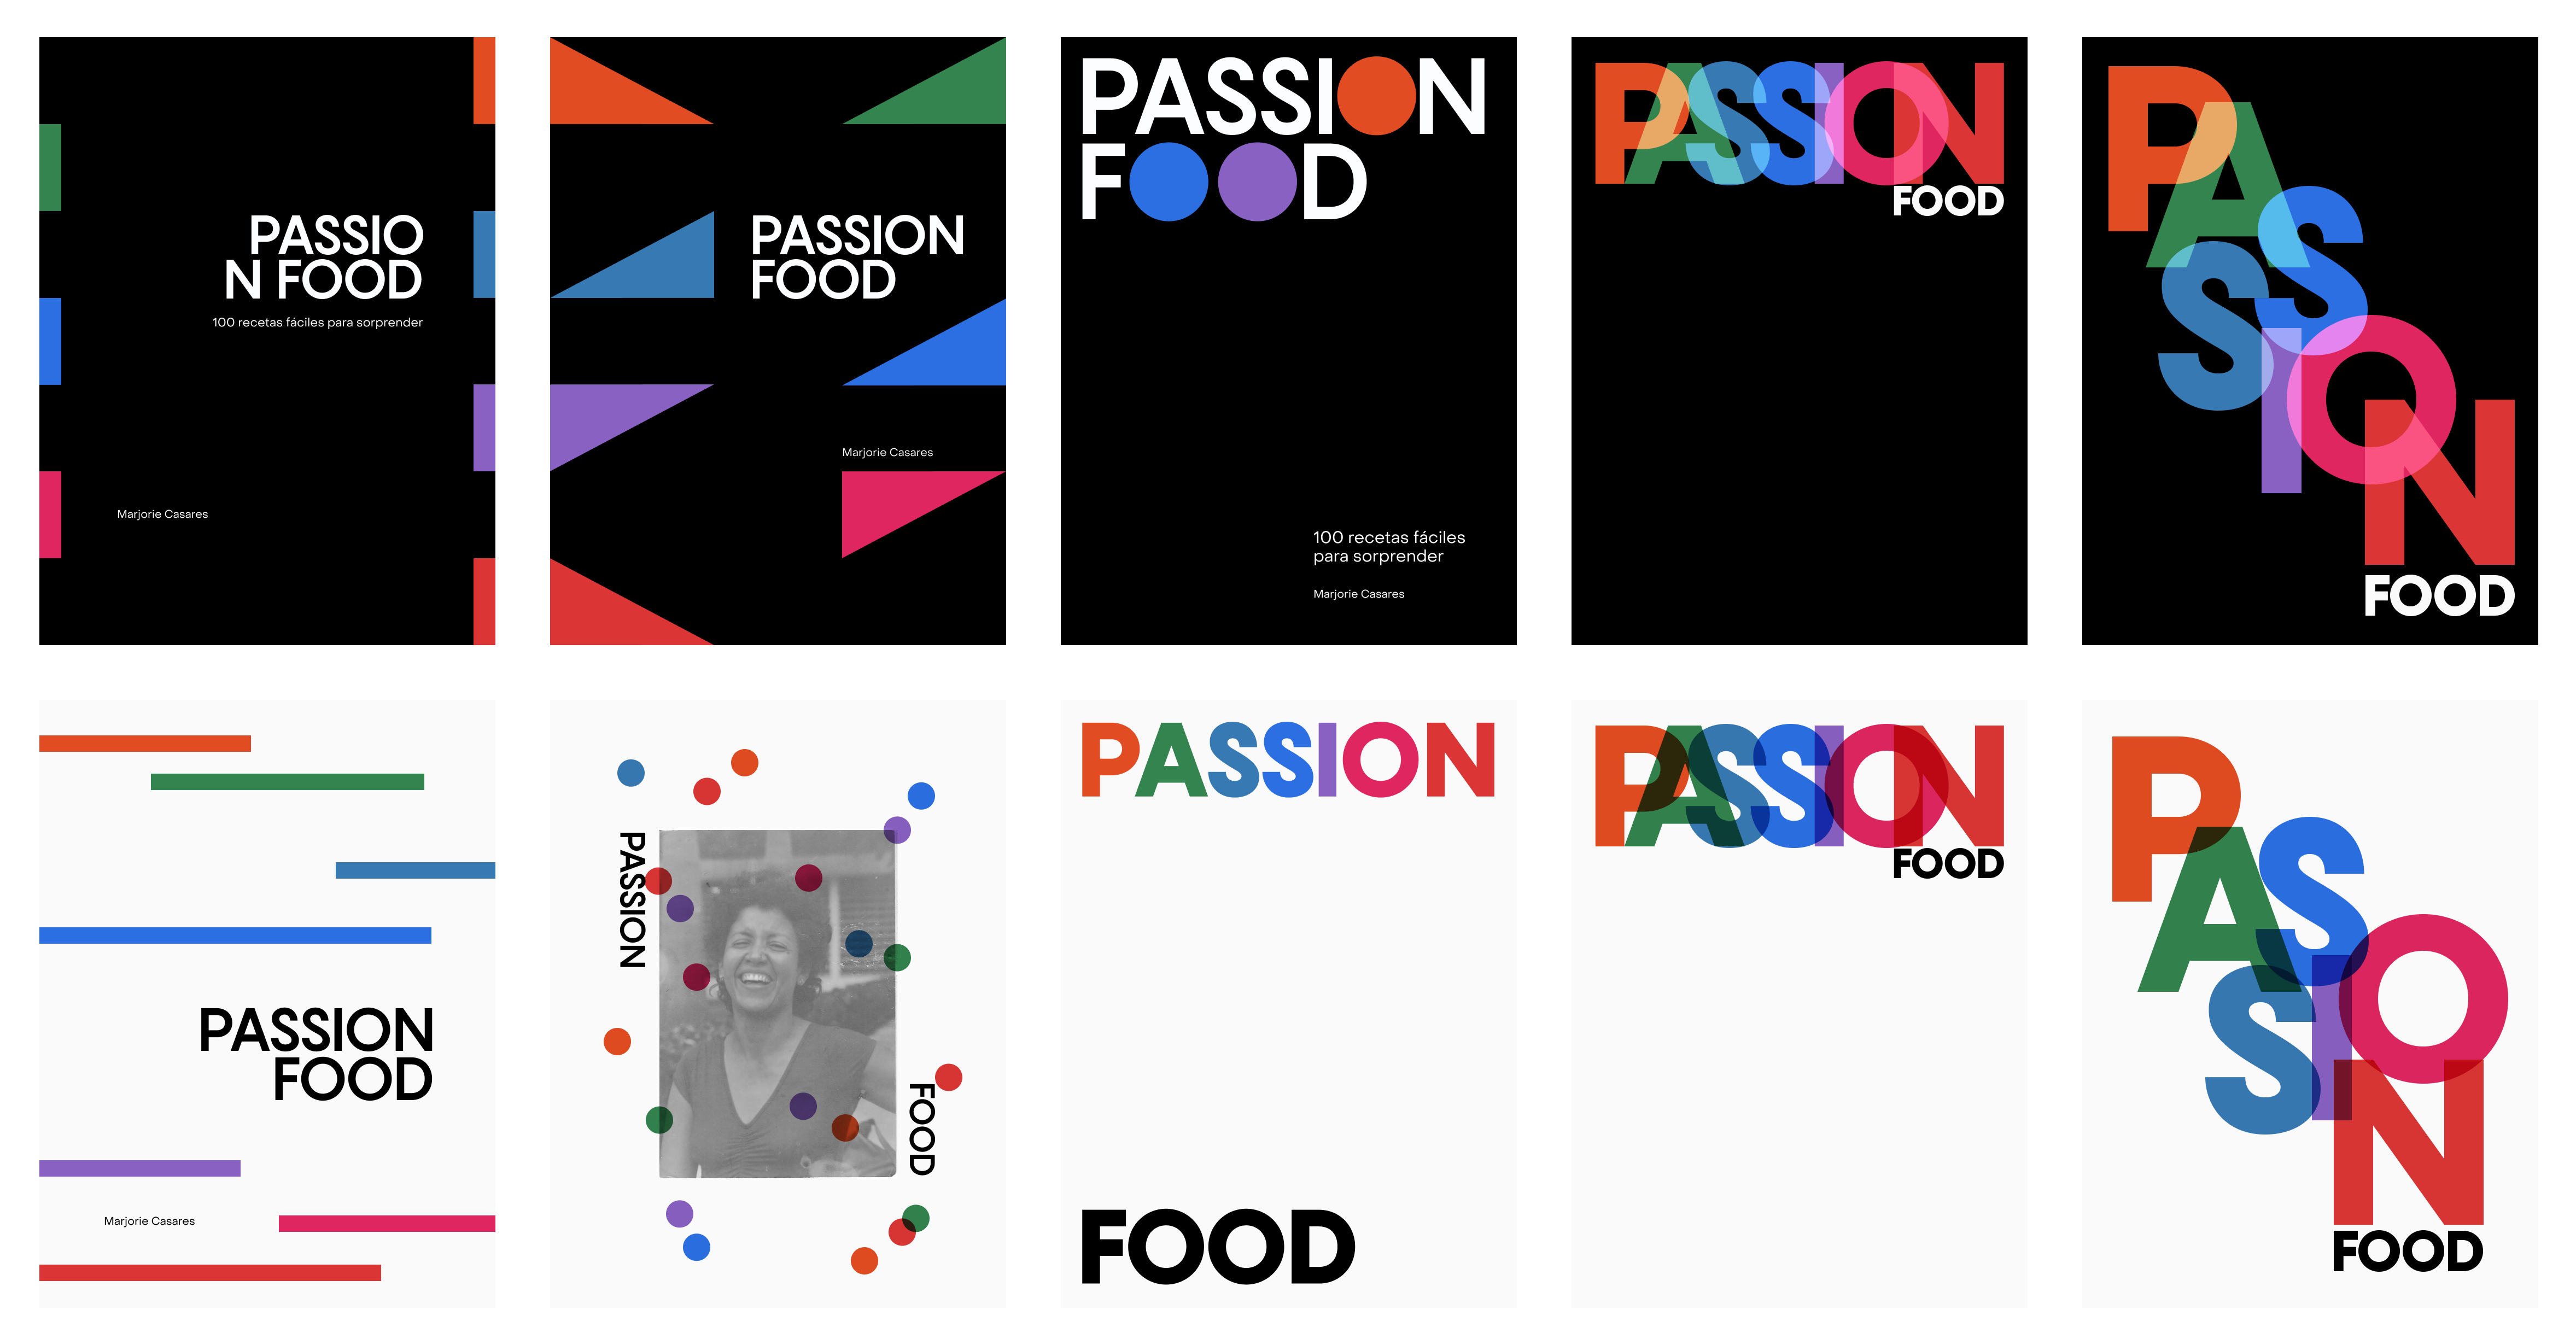 PASSIO
N FOOD
100 recetas fáciles para sorprender
Marjorie Casares
PASSION
FOOD
Marjorie Casares
PASSION
FOOD
100 recetas fáciles
para sorprender
Marjorie Casares
PASSION
FOOD
PASSION
FOOD
PASSION
FOOD
Marjorie Casares
PASSION
FOOD
PASSION
FOOD
PASSION
FOOD
PASSION
FOOD